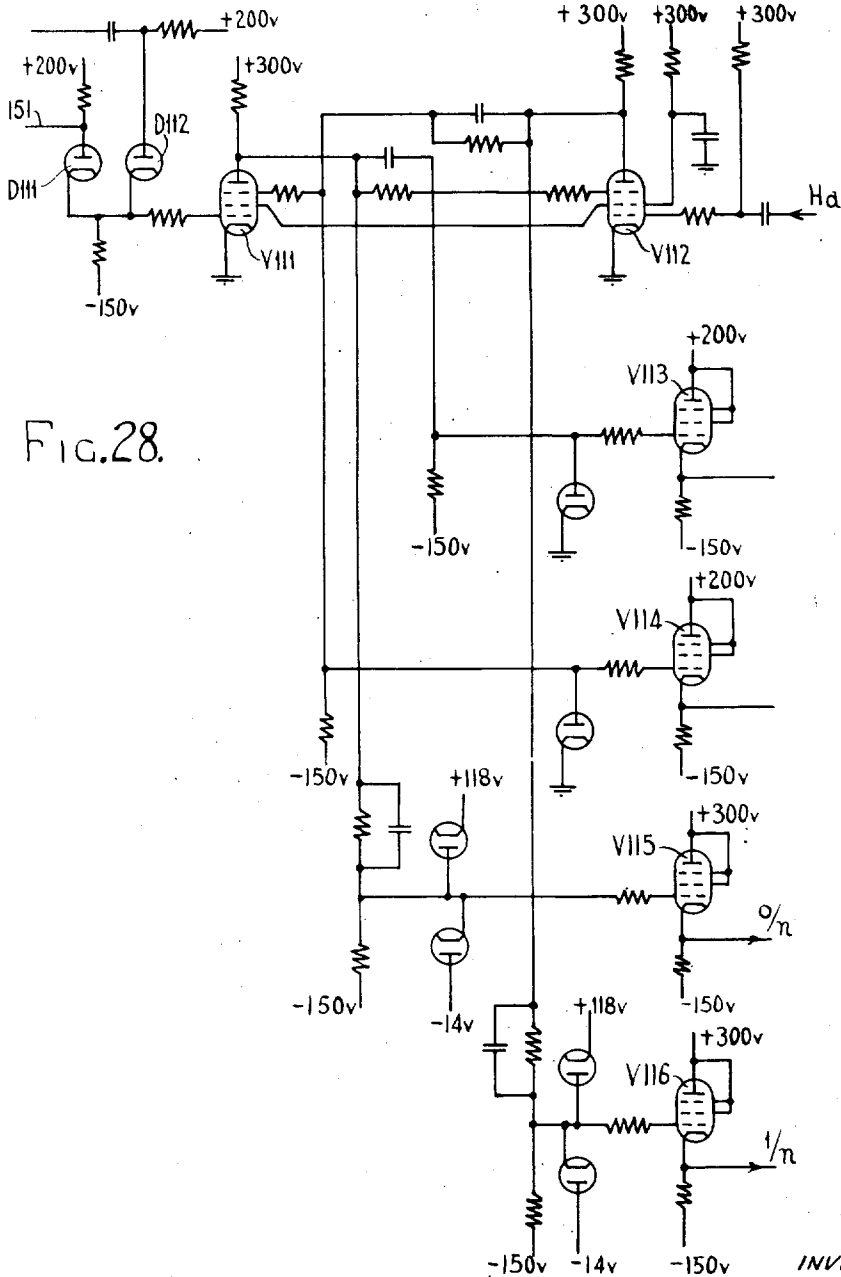 +200v
+300v +300v +300v
+200v +300v
151
D112
D111
V111
V112
Hd
-150v
+200v
V113
FIG.28.
-150v
-150v
+200v
V114
-150v
-150v
+118v
+300v
V115
0/n
-150v
-14v
-150v
+118v
+300v
V116
1/n
-150v
-14v
-150v
INV